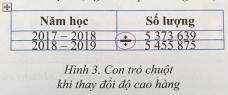 Năm học Số lượng
2017 – 2018 5 373 639
2018 – 2019 5 455 875
Hình 3. Con trỏ chuột
khi thay đổi độ cao hàng